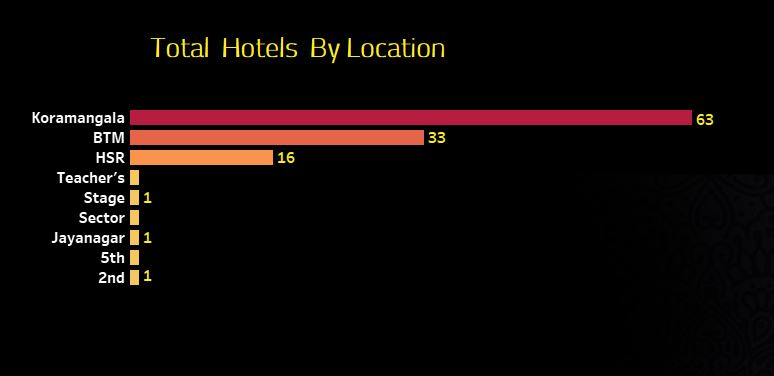 Total Hotels By Location
Koramangala 63
BTM 33
HSR 16
Teacher's
Stage 1
Sector
Jayanagar 1
5th
2nd 1